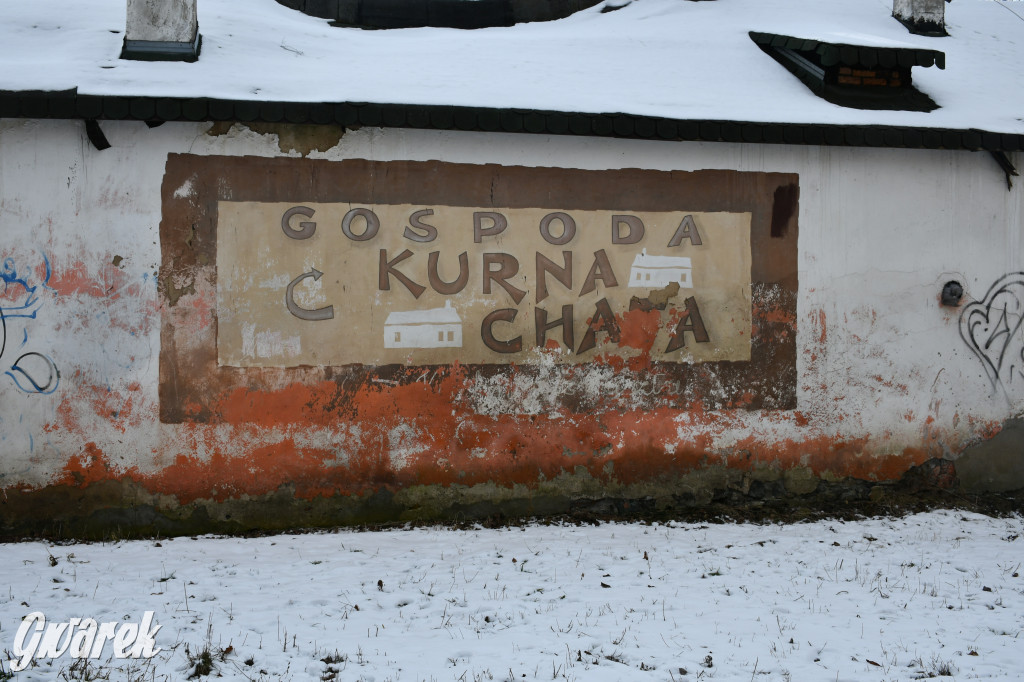 GOSPODA
KURNA
CHATA
Gwarek